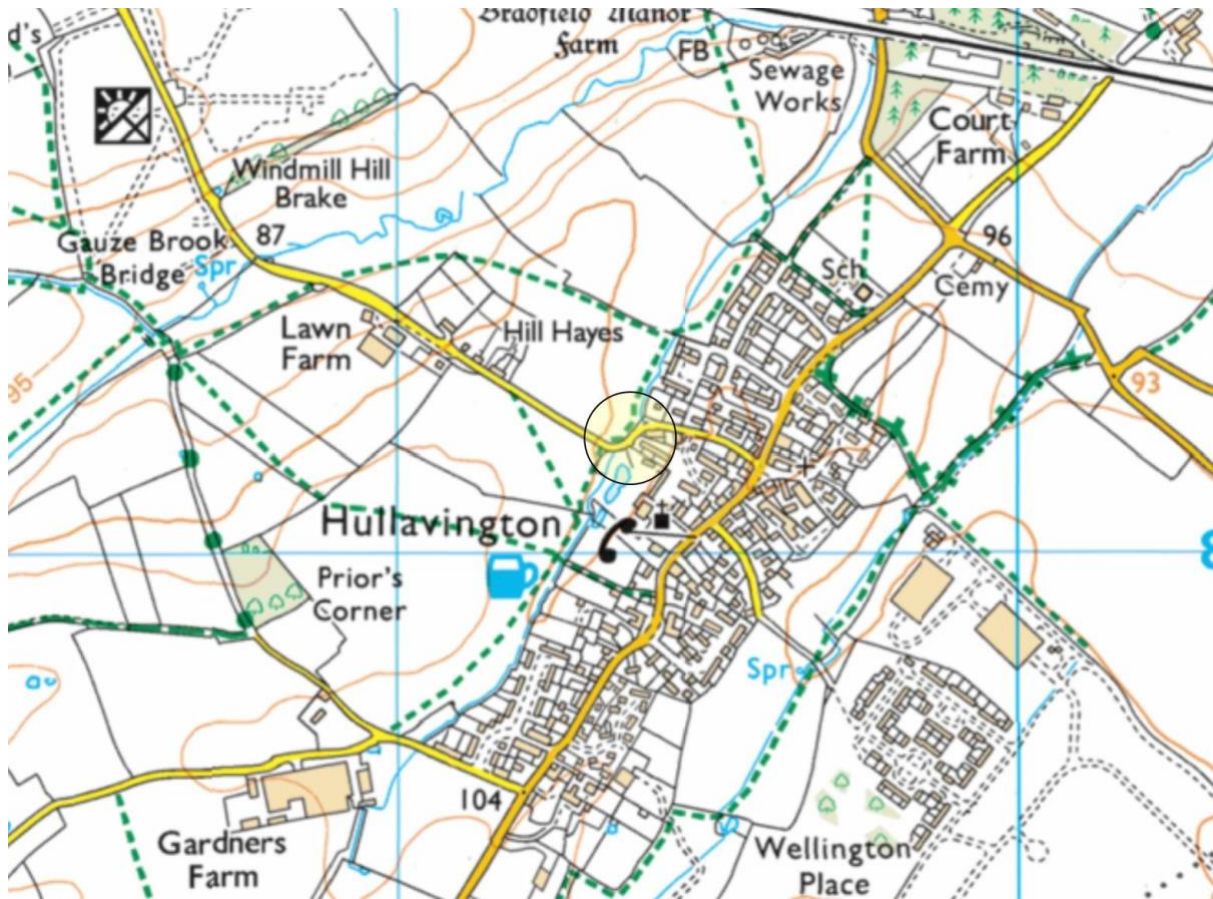 d's
Bradfield Manor
Farm
FB
Sewage
Works
Court
Farm
Windmill Hill
Brake
87
Gauze Brook
Bridge
Spr
96
Sch
Cemy
Lawn
Farm
Hill Hayes
95
93
Hullavington
Prior's
Corner
Spr
104
Gardners
Farm
Wellington
Place